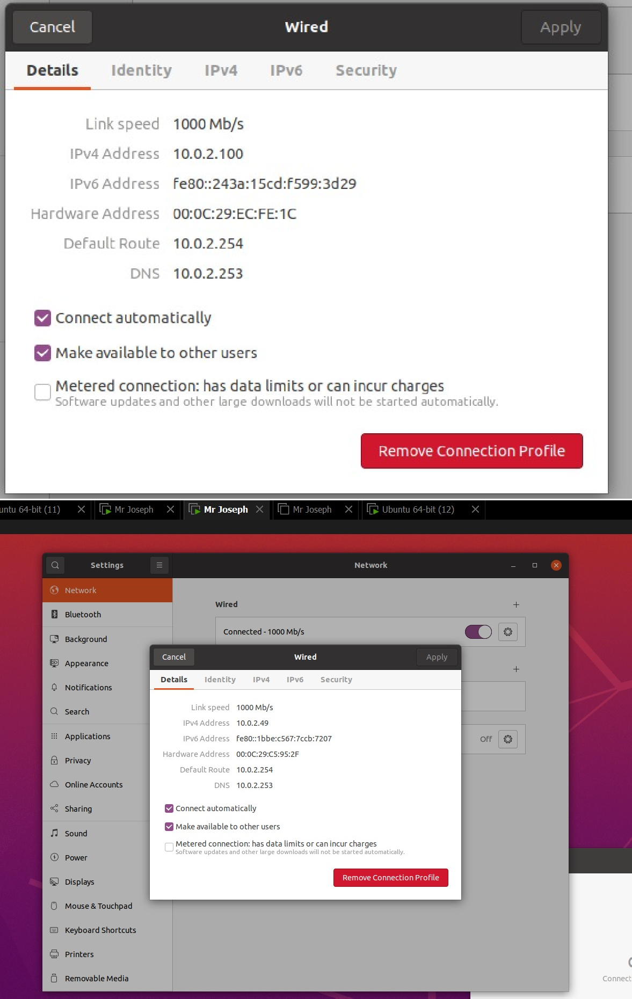 Cancel Wired Apply
Details Identity IPv4 IPv6 Security
Link speed 1000 Mb/s
IPv4 Address 10.0.2.100
IPv6 Address fe80::243a:15cd:f599:3d29
Hardware Address 00:0C:29:EC:FE:1C
Default Route 10.0.2.254
DNS 10.0.2.253
Connect automatically
Make available to other users
Metered connection: has data limits or can incur charges
Software updates and other large downloads will not be started automatically.
Remove Connection Profile
untu 64-bit (11) Mr Joseph Mr Joseph Mr Joseph Ubuntu 64-bit (12)
Settings Network
Network
Bluetooth
Background
Appearance
Notifications
Search
Applications
Privacy
Online Accounts
Sharing
Sound
Power
Displays
Mouse & Touchpad
Keyboard Shortcuts
Printers
Removable Media
Wired
Connected - 1000 Mb/s
Off
Cancel Wired Apply
Details Identity IPv4 IPv6 Security
Link speed 1000 Mb/s
IPv4 Address 10.0.2.49
IPv6 Address fe80::1bbe:c567:7ccb:7207
Hardware Address 00:0C:29:C5:95:2F
Default Route 10.0.2.254
DNS 10.0.2.253
Connect automatically
Make available to other users
Metered connection: has data limits or can incur charges
Software updates and other large downloads will not be started automatically.
Remove Connection Profile
Connect